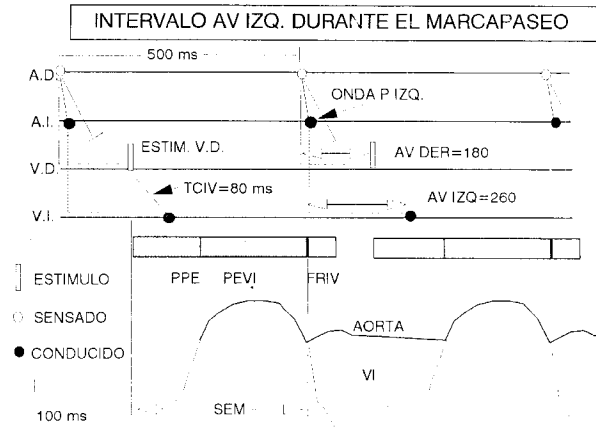 INTERVALO AV IZQ. DURANTE EL MARCAPASEO
500 ms
A.D.
ONDA P IZQ.
A.I.
ESTIM. V.D.
AV DER=180
V.D.
TCIV=80 ms
AV IZQ=260
V.I.
PPE PEVI FRIV
ESTIMULO
SENSADO
AORTA
CONDUCIDO
VI
SEM
100 ms